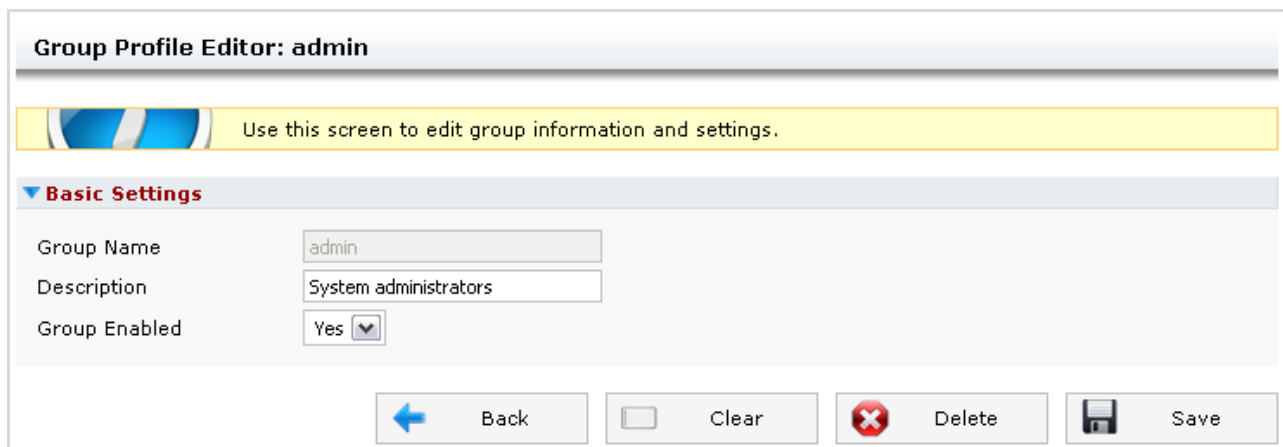 Group Profile Editor: admin
Use this screen to edit group information and settings.
Basic Settings
Group Name admin
Description System administrators
Group Enabled Yes
Back Clear Delete Save